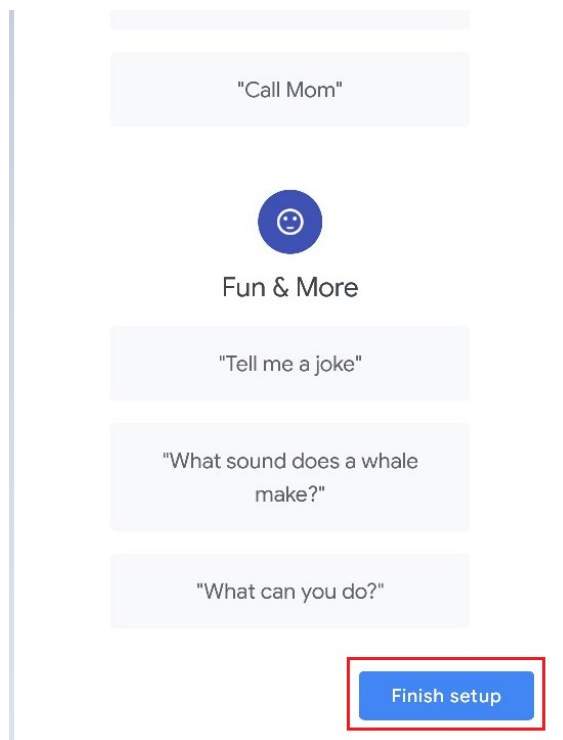 "Call Mom"
Fun & More
"Tell me a joke"
"What sound does a whale
make?"
"What can you do?"
Finish setup